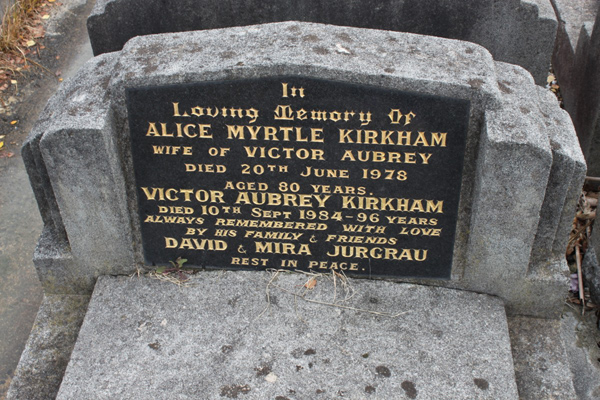 In
Loving Memory Of
ALICE MYRTLE KIRKHAM
WIFE OF VICTOR AUBREY
DIED 20TH JUNE 1978
AGED 80 YEARS.
VICTOR AUBREY KIRKHAM
DIED 10TH SEPT 1984-96 YEARS
ALWAYS REMEMBERED WITH LOVE
BY HIS FAMILY & FRIENDS
DAVID & MIRA JURGRAU
REST IN PEACE.